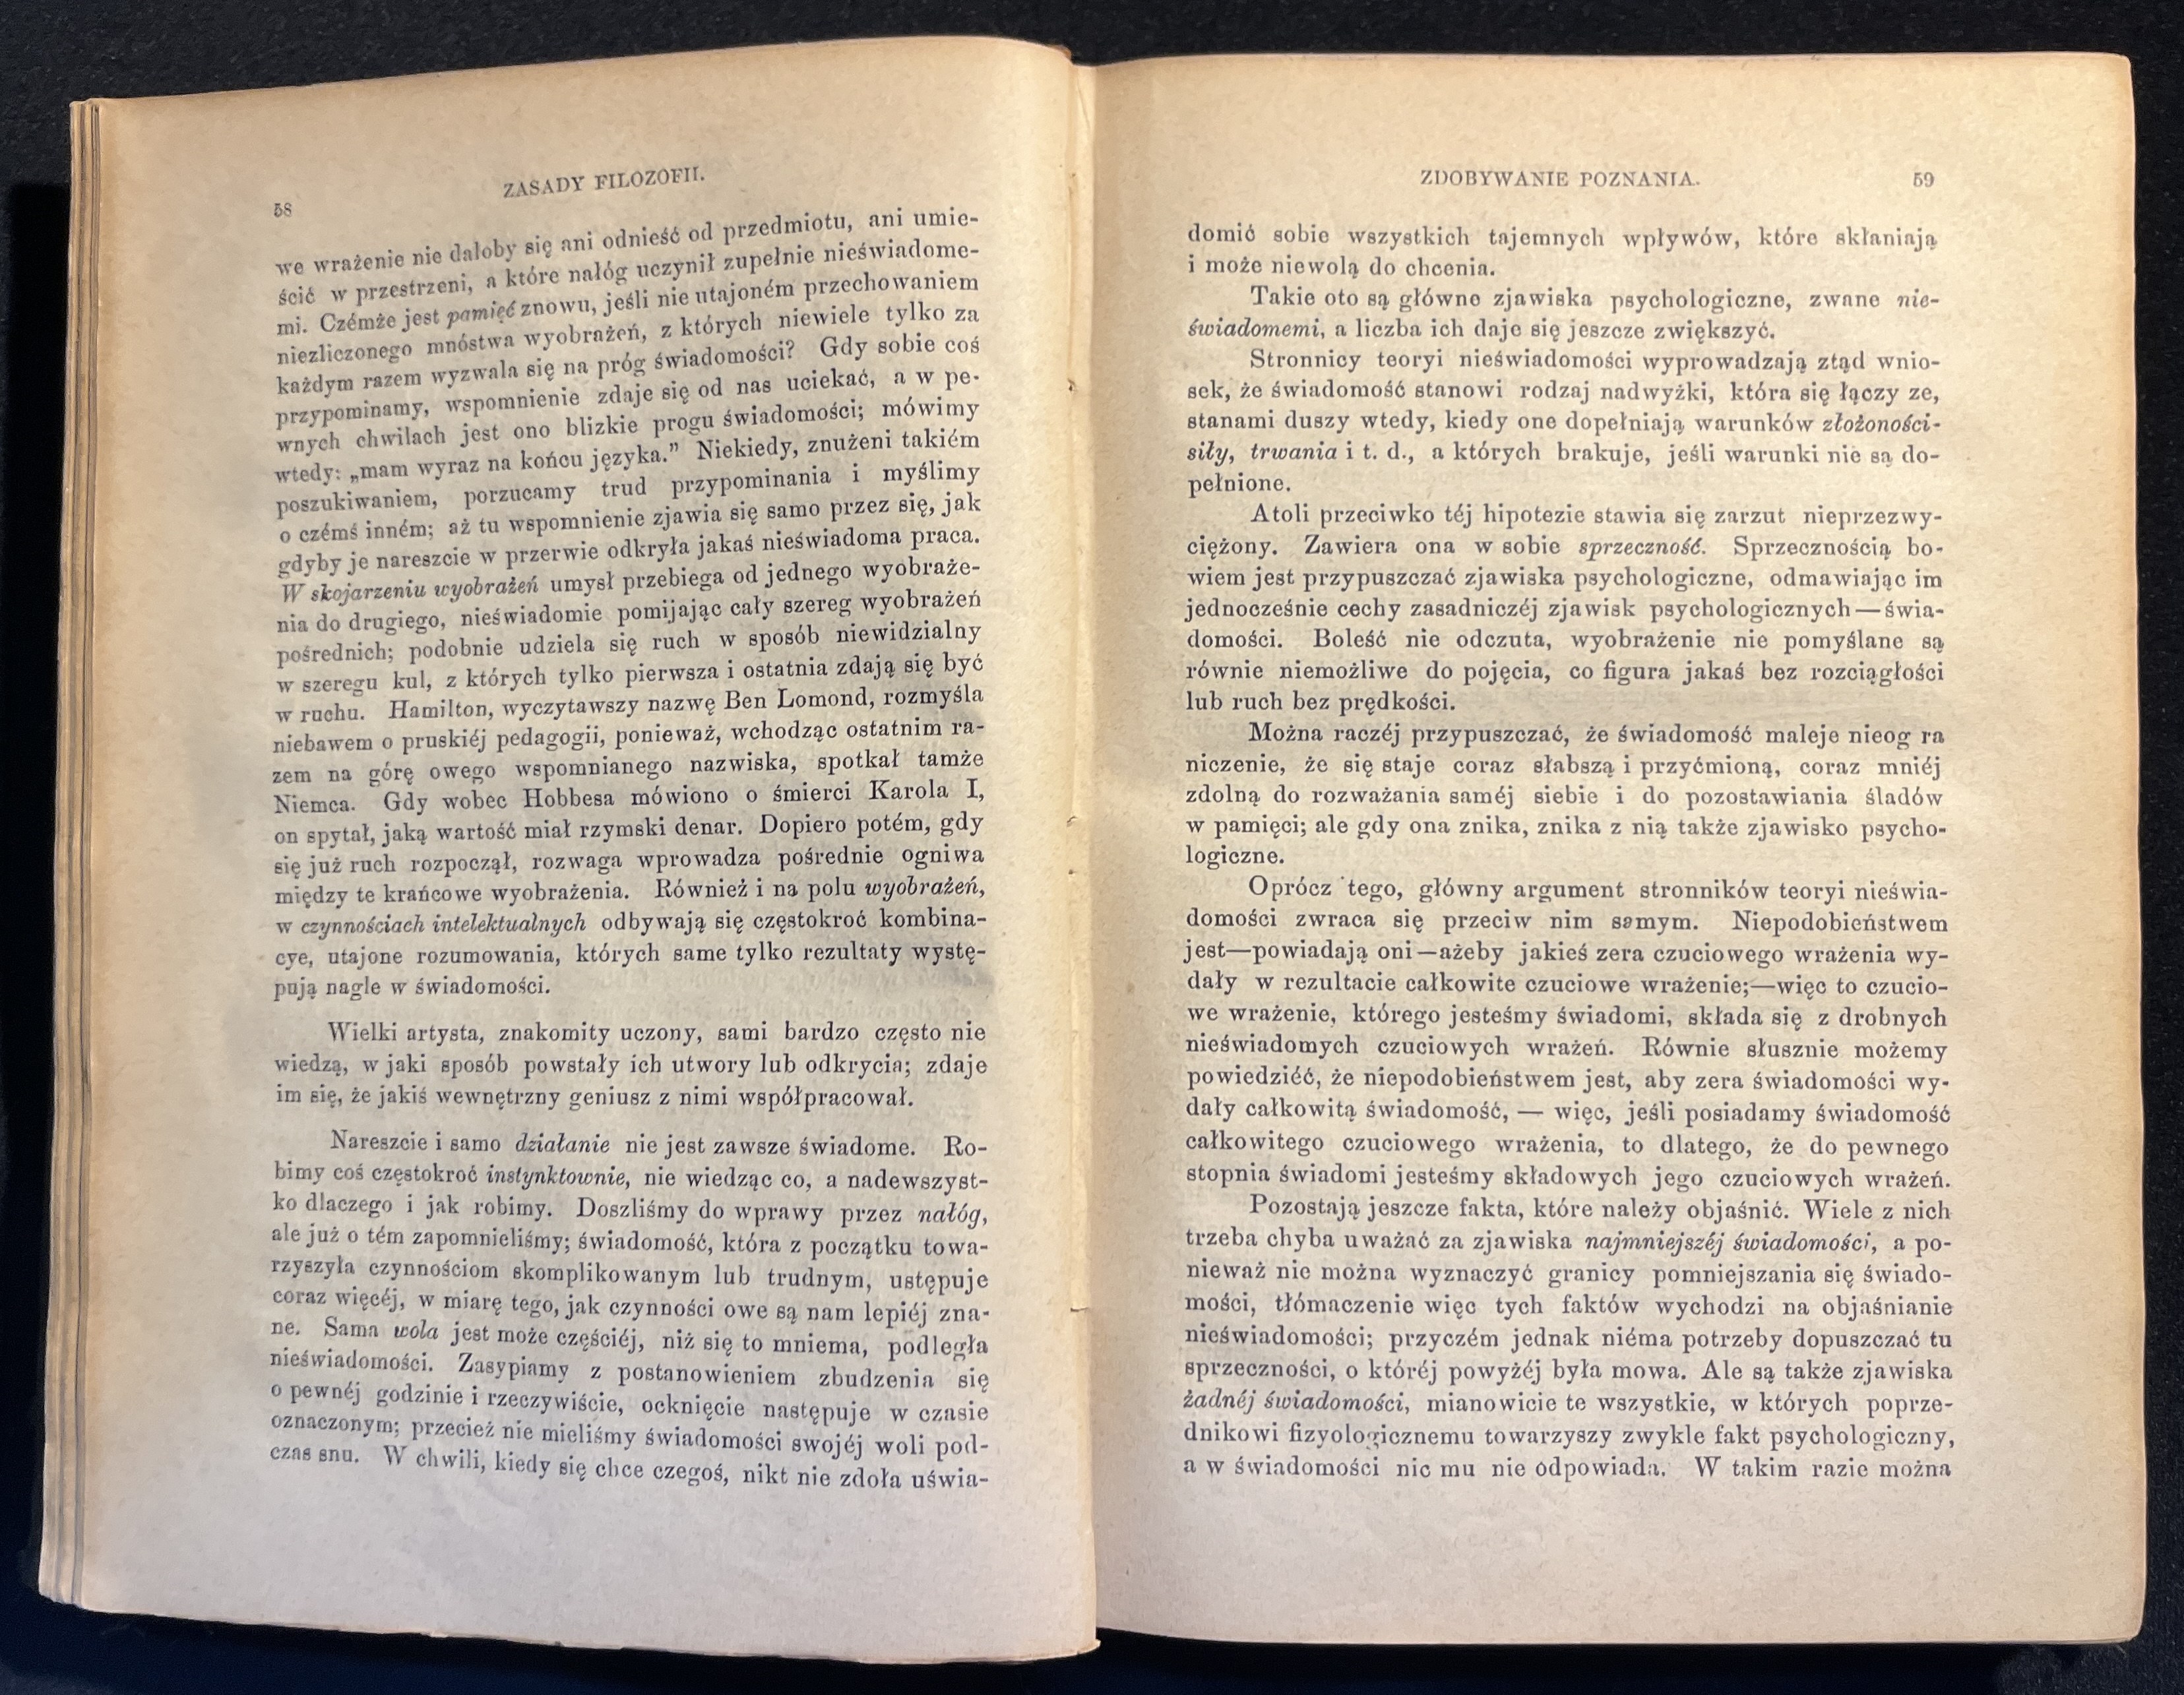 58
ZASADY FILOZOFII.
we wrażenie nie dałoby się ani odnieść od przedmiotu, ani umie-
ścić w przestrzeni, a które nałóg uczynił zupełnie nieświadome-
mi. Czémże jest pamięć znowu, jeśli nie utajoném przechowaniem
niezliczonego mnóstwa wyobrażeń, z których niewiele tylko za
każdym razem wyzwala się na próg świadomości? Gdy sobie coś
przypominamy, wspomnienie zdaje się od nas uciekać, a w pe-
wnych chwilach jest ono blizkie progu świadomości; mówimy
wtedy: „mam wyraz na końcu języka.” Niekiedy, znużeni takiém
poszukiwaniem, porzucamy trud przypominania i myślimy
o czémś inném; aż tu wspomnienie zjawia się samo przez się, jak
gdyby je nareszcie w przerwie odkryła jakaś nieświadoma praca.
W skojarzeniu wyobrażeń umysł przebiega od jednego wyobraże-
nia do drugiego, nieświadomie pomijając cały szereg wyobrażeń
pośrednich; podobnie udziela się ruch w sposób niewidzialny
w szeregu kul, z których tylko pierwsza i ostatnia zdają się być
w ruchu. Hamilton, wyczytawszy nazwę Ben Lomond, rozmyśla
niebawem o pruskiéj pedagogii, ponieważ, wchodząc ostatnim ra-
zem na górę owego wspomnianego nazwiska, spotkał tamże
Niemca. Gdy wobec Hobbesa mówiono o śmierci Karola I,
on spytał, jaką wartość miał rzymski denar. Dopiero potém, gdy
się już ruch rozpoczął, rozwaga wprowadza pośrednie ogniwa
między te krańcowe wyobrażenia. Również i na polu wyobrażeń,
w czynnościach intelektualnych odbywają się częstokroć kombina-
cye, utajone rozumowania, których same tylko rezultaty wystę-
pują nagle w świadomości.
Wielki artysta, znakomity uczony, sami bardzo często nie
wiedzą, w jaki sposób powstały ich utwory lub odkrycia; zdaje
im się, że jakiś wewnętrzny geniusz z nimi współpracował.
Nareszcie i samo działanie nie jest zawsze świadome. Ro-
bimy coś częstokroć instynktownie, nie wiedząc co, a nadewszyst-
ko dlaczego i jak robimy. Doszliśmy do wprawy przez nałóg,
ale już o tém zapomnieliśmy; świadomość, która z początku towa-
rzyszyła czynnościom skomplikowanym lub trudnym, ustępuje
coraz więcéj, w miarę tego, jak czynności owe są nam lepiéj zna-
ne. Sama wola jest może częściéj, niż się to mniema, podległa
nieświadomości. Zasypiamy z postanowieniem zbudzenia się
o pewnéj godzinie i rzeczywiście, ocknięcie następuje w czasie
oznaczonym; przecież nie mieliśmy świadomości swojéj woli pod-
czas snu. W chwili, kiedy się chce czegoś, nikt nie zdoła uświa-
ZDOBYWANIE POZNANIA.
59
domić sobie wszystkich tajemnych wpływów, które skłaniają
i może niewolą do chcenia.
Takie oto są główne zjawiska psychologiczne, zwane nie-
świadomemi, a liczba ich daje się jeszcze zwiększyć.
Stronnicy teoryi nieświadomości wyprowadzają ztąd wnio-
sek, że świadomość stanowi rodzaj nadwyżki, która się łączy ze,
stanami duszy wtedy, kiedy one dopełniają warunków złożoności-
siły, trwania i t. d., a których brakuje, jeśli warunki nie są do-
pełnione.
Atoli przeciwko téj hipotezie stawia się zarzut nieprzezwy-
ciężony. Zawiera ona w sobie sprzeczność. Sprzecznością bo-
wiem jest przypuszczać zjawiska psychologiczne, odmawiając im
jednocześnie cechy zasadniczéj zjawisk psychologicznych—świa-
domości. Boleść nie odczuta, wyobrażenie nie pomyślane są
równie niemożliwe do pojęcia, co figura jakaś bez rozciągłości
lub ruch bez prędkości.
Można raczéj przypuszczać, że świadomość maleje nieog ra
niczenie, że się staje coraz słabszą i przyćmioną, coraz mniéj
zdolną do rozważania saméj siebie i do pozostawiania śladów
w pamięci; ale gdy ona znika, znika z nią także zjawisko psycho-
logiczne.
Oprócz tego, główny argument stronników teoryi nieświa-
domości zwraca się przeciw nim samym. Niepodobieństwem
jest—powiadają oni—ażeby jakieś zera czuciowego wrażenia wy-
dały w rezultacie całkowite czuciowe wrażenie;—więc to czucio-
we wrażenie, którego jesteśmy świadomi, składa się z drobnych
nieświadomych czuciowych wrażeń. Równie słusznie możemy
powiedziéć, że niepodobieństwem jest, aby zera świadomości wy-
dały całkowitą świadomość, — więc, jeśli posiadamy świadomość
całkowitego czuciowego wrażenia, to dlatego, że do pewnego
stopnia świadomi jesteśmy składowych jego czuciowych wrażeń.
Pozostają jeszcze fakta, które należy objaśnić. Wiele z nich
trzeba chyba uważać za zjawiska najmniejszéj świadomości, a po-
nieważ nie można wyznaczyć granicy pomniejszania się świado-
mości, tłómaczenie więc tych faktów wychodzi na objaśnianie
nieświadomości; przyczém jednak niéma potrzeby dopuszczać tu
sprzeczności, o któréj powyżéj była mowa. Ale są także zjawiska
żadnéj świadomości, mianowicie te wszystkie, w których poprze-
dnikowi fizyologicznemu towarzyszy zwykle fakt psychologiczny,
a w świadomości nic mu nie odpowiada. W takim razie można